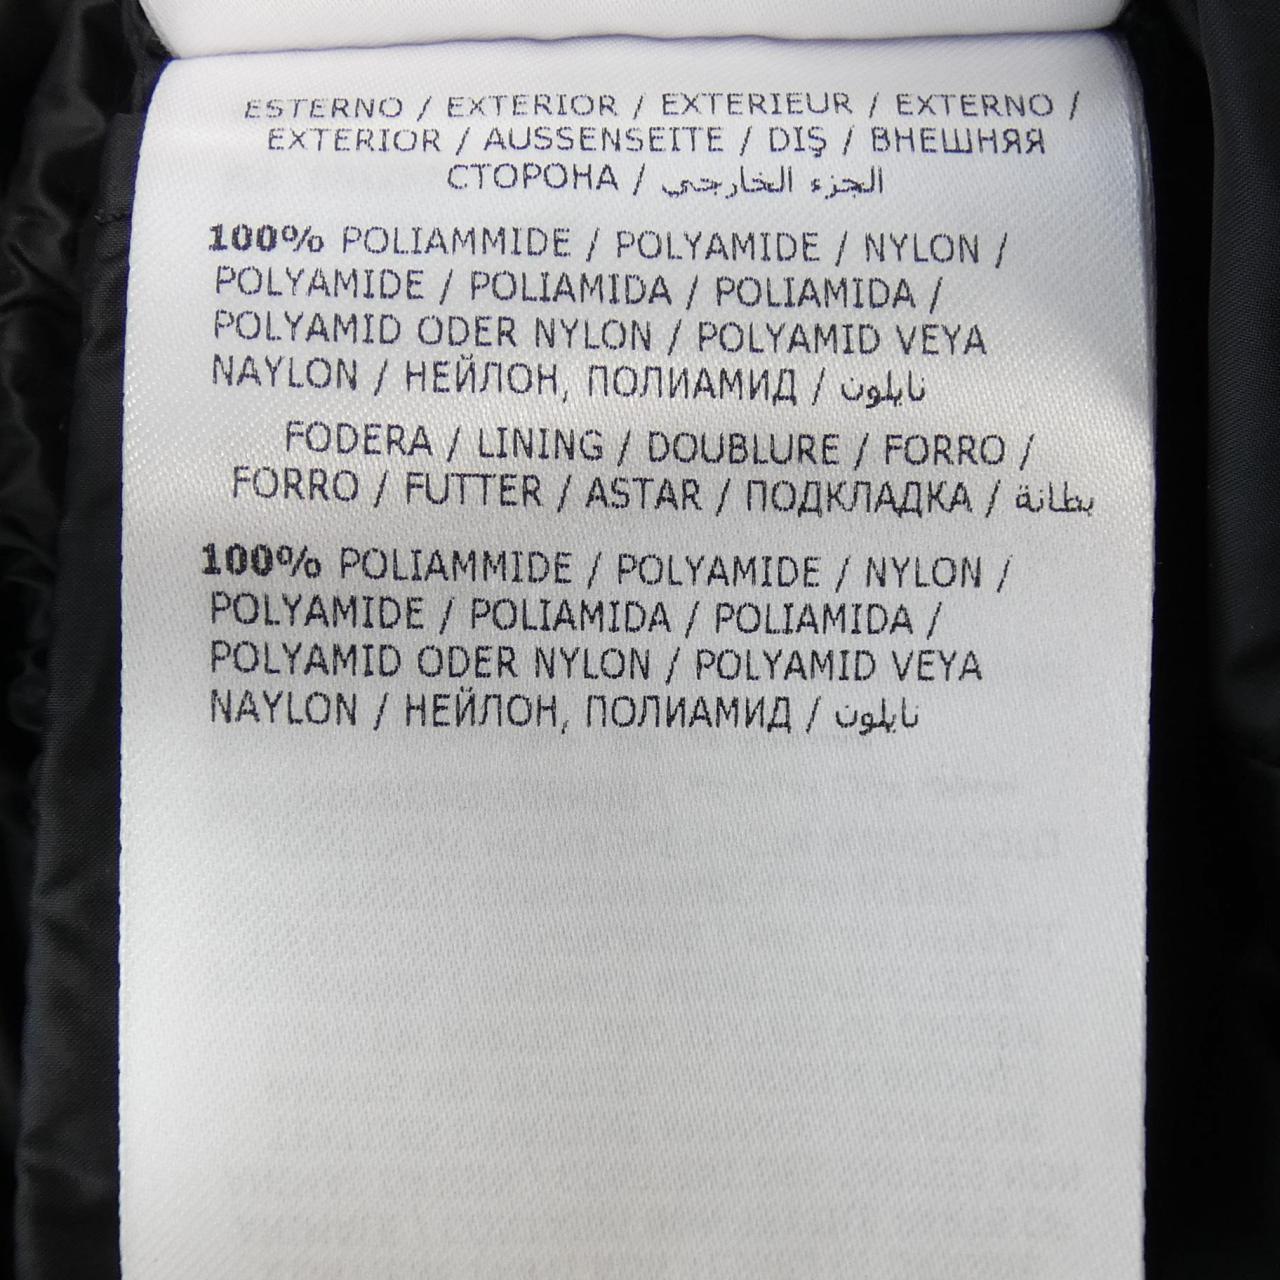 ESTERNO / EXTERIOR / EXTERIEUR / EXTERNO /
EXTERIOR / AUSSENSEITE / DIŞ / ВНЕШНЯЯ
СТОРОНА / الجزء الخارجي
100% POLIAMMIDE / POLYAMIDE / NYLON /
POLYAMIDE / POLIAMIDA / POLIAMIDA /
POLYAMID ODER NYLON / POLYAMID VEYA
NAYLON / НЕЙЛОН, ПОЛИАМИД / نايلون
FODERA / LINING / DOUBLURE / FORRO /
FORRO / FUTTER / ASTAR / ПОДКЛАДКА / بطانة
100% POLIAMMIDE / POLYAMIDE / NYLON /
POLYAMIDE / POLIAMIDA / POLIAMIDA /
POLYAMID ODER NYLON / POLYAMID VEYA
NAYLON / НЕЙЛОН, ПОЛИАМИД / نايلون